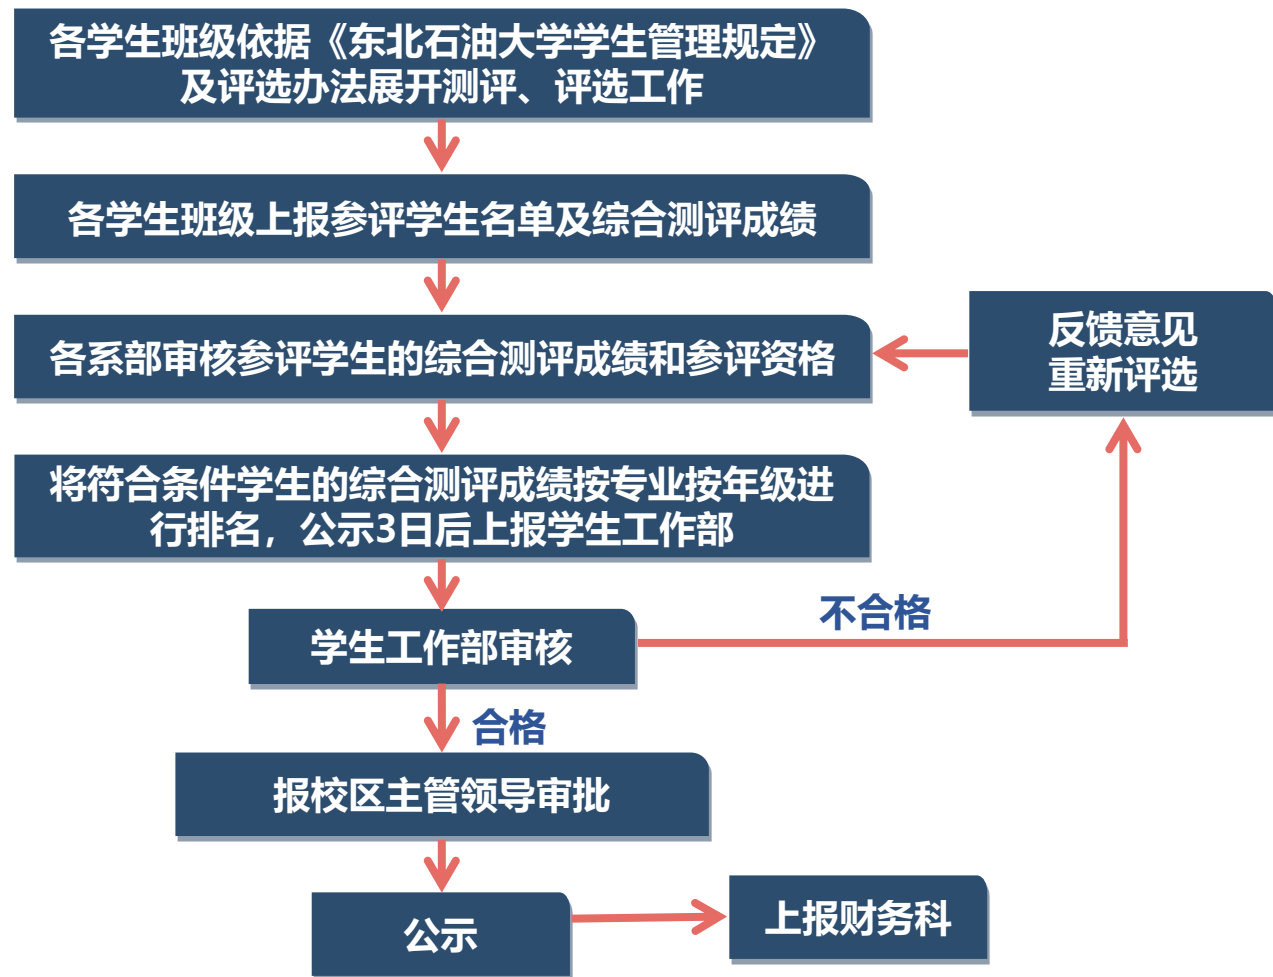 各学生班级依据《东北石油大学学生管理规定》
及评选办法展开测评、评选工作
各学生班级上报参评学生名单及综合测评成绩
各系部审核参评学生的综合测评成绩和参评资格
反馈意见
重新评选
将符合条件学生的综合测评成绩按专业按年级进
行排名，公示3日后上报学生工作部
不合格
学生工作部审核
合格
报校区主管领导审批
公示
上报财务科